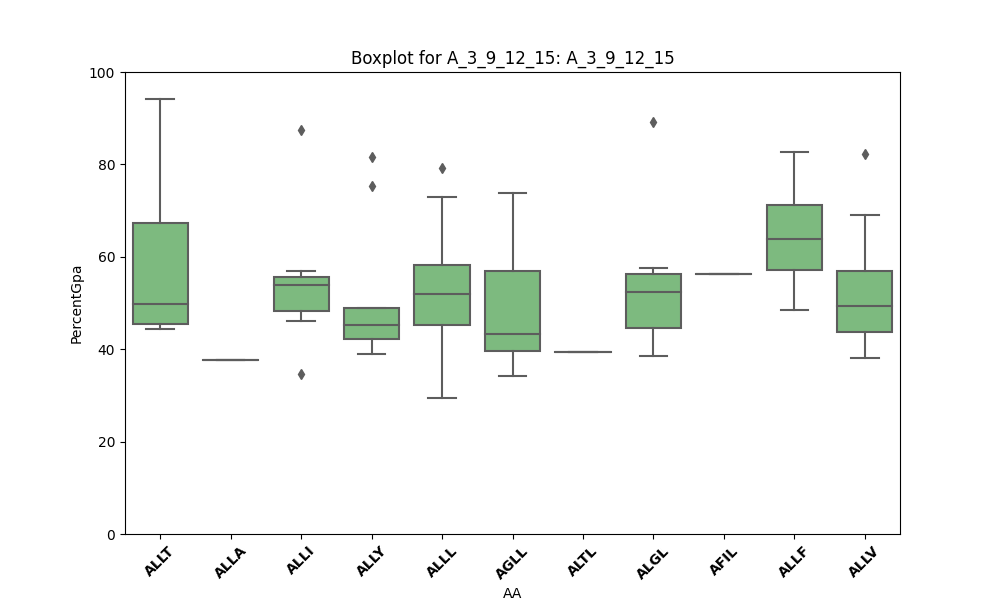 Boxplot for A_3_9_12_15: A_3_9_12_15
100
80
60
40
20
0
PercentGpa
ALLT ALLA ALLI ALLY ALLL AGLL ALTL ALGL AFIL ALLF ALLV
AA